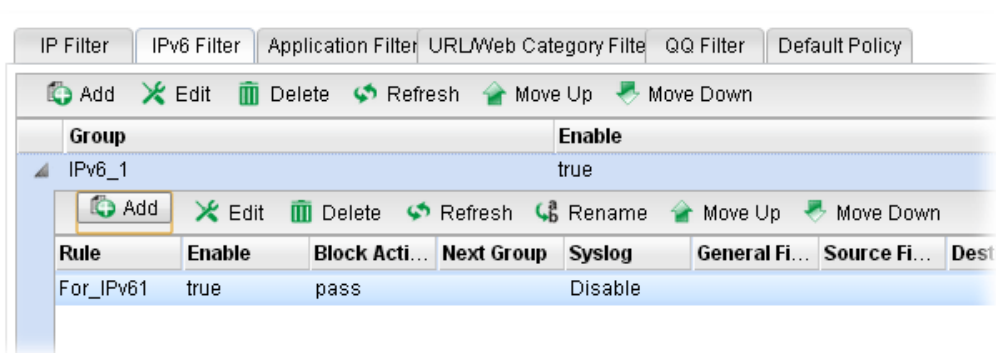 IP Filter IPv6 Filter Application Filter URL/Web Category Filte QQ Filter Default Policy
Add Edit Delete Refresh Move Up Move Down
Group Enable
IPv6_1 true
Add Edit Delete Refresh Rename Move Up Move Down
Rule Enable Block Acti... Next Group Syslog General Fi... Source Fi... Dest
For_IPv61 true pass Disable